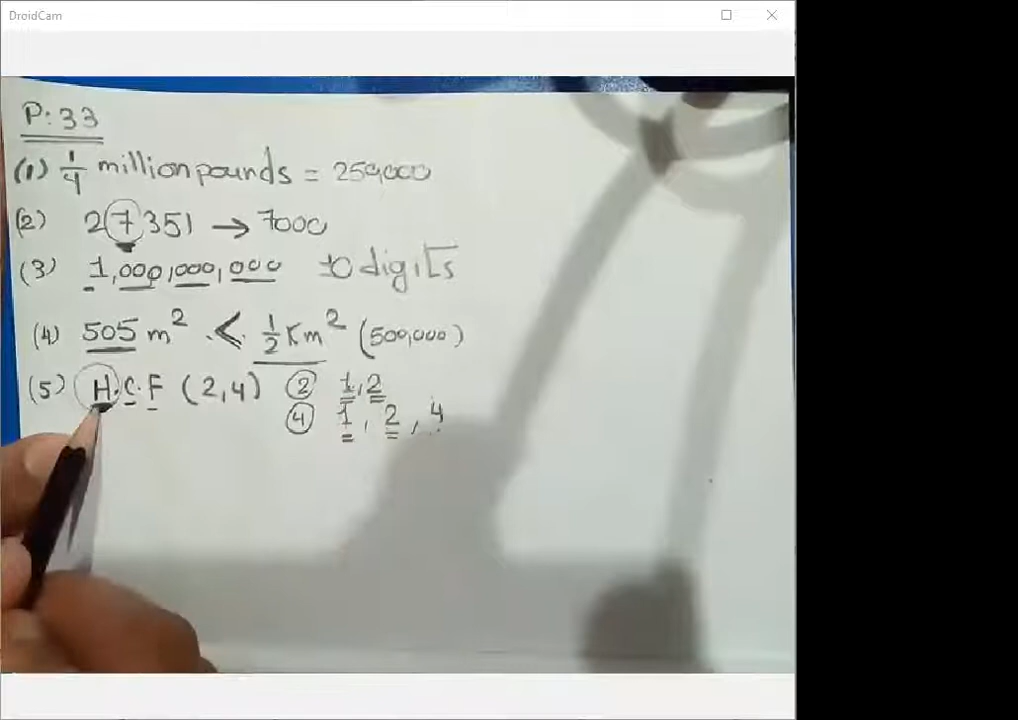 DroidCam
P: 33
(1) 1/4 million pounds = 250,000
(2) 27351 → 7000
(3) 1,000,000,000 10 digits
(4) 505 m² < 1/2 Km² (500,000)
(5) H.C.F (2,4) ② 1,2
④ 1, 2, 4